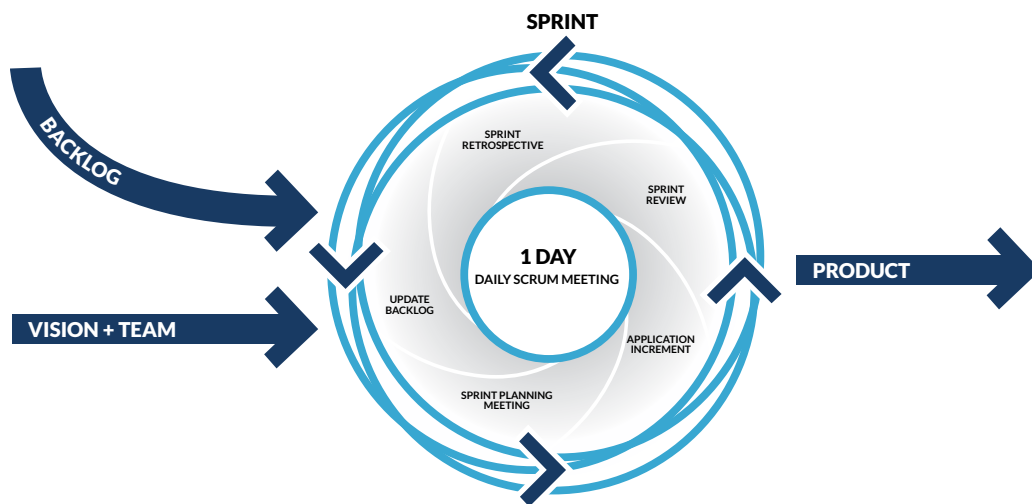 SPRINT
BACKLOG
SPRINT
RETROSPECTIVE
SPRINT
REVIEW
1 DAY
DAILY SCRUM MEETING
PRODUCT
UPDATE
BACKLOG
VISION + TEAM
APPLICATION
INCREMENT
SPRINT PLANNING
MEETING